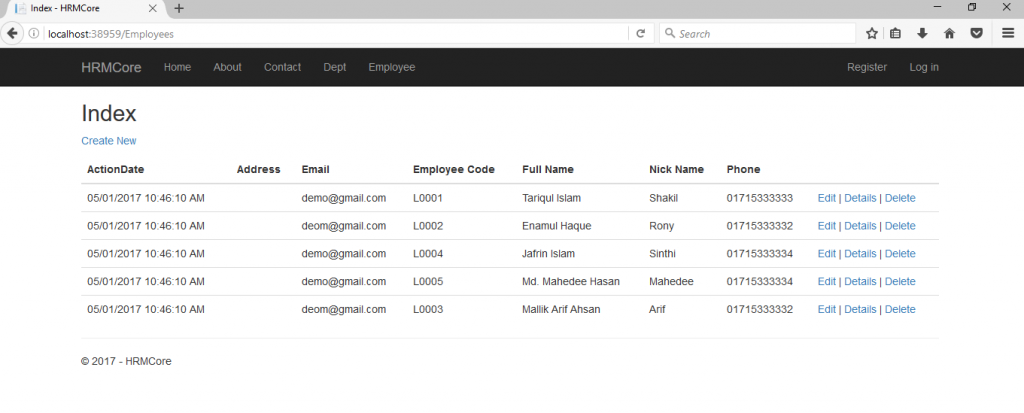 Index - HRMCore
localhost:38959/Employees
Search
HRMCore Home About Contact Dept Employee Register Log in
Index
Create New
ActionDate Address Email Employee Code Full Name Nick Name Phone
05/01/2017 10:46:10 AM demo@gmail.com L0001 Tariqul Islam Shakil 01715333333 Edit | Details | Delete
05/01/2017 10:46:10 AM deom@gmail.com L0002 Enamul Haque Rony 01715333332 Edit | Details | Delete
05/01/2017 10:46:10 AM demo@gmail.com L0004 Jafrin Islam Sinthi 01715333334 Edit | Details | Delete
05/01/2017 10:46:10 AM demo@gmail.com L0005 Md. Mahedee Hasan Mahedee 01715333334 Edit | Details | Delete
05/01/2017 10:46:10 AM deom@gmail.com L0003 Mallik Arif Ahsan Arif 01715333332 Edit | Details | Delete
© 2017 - HRMCore